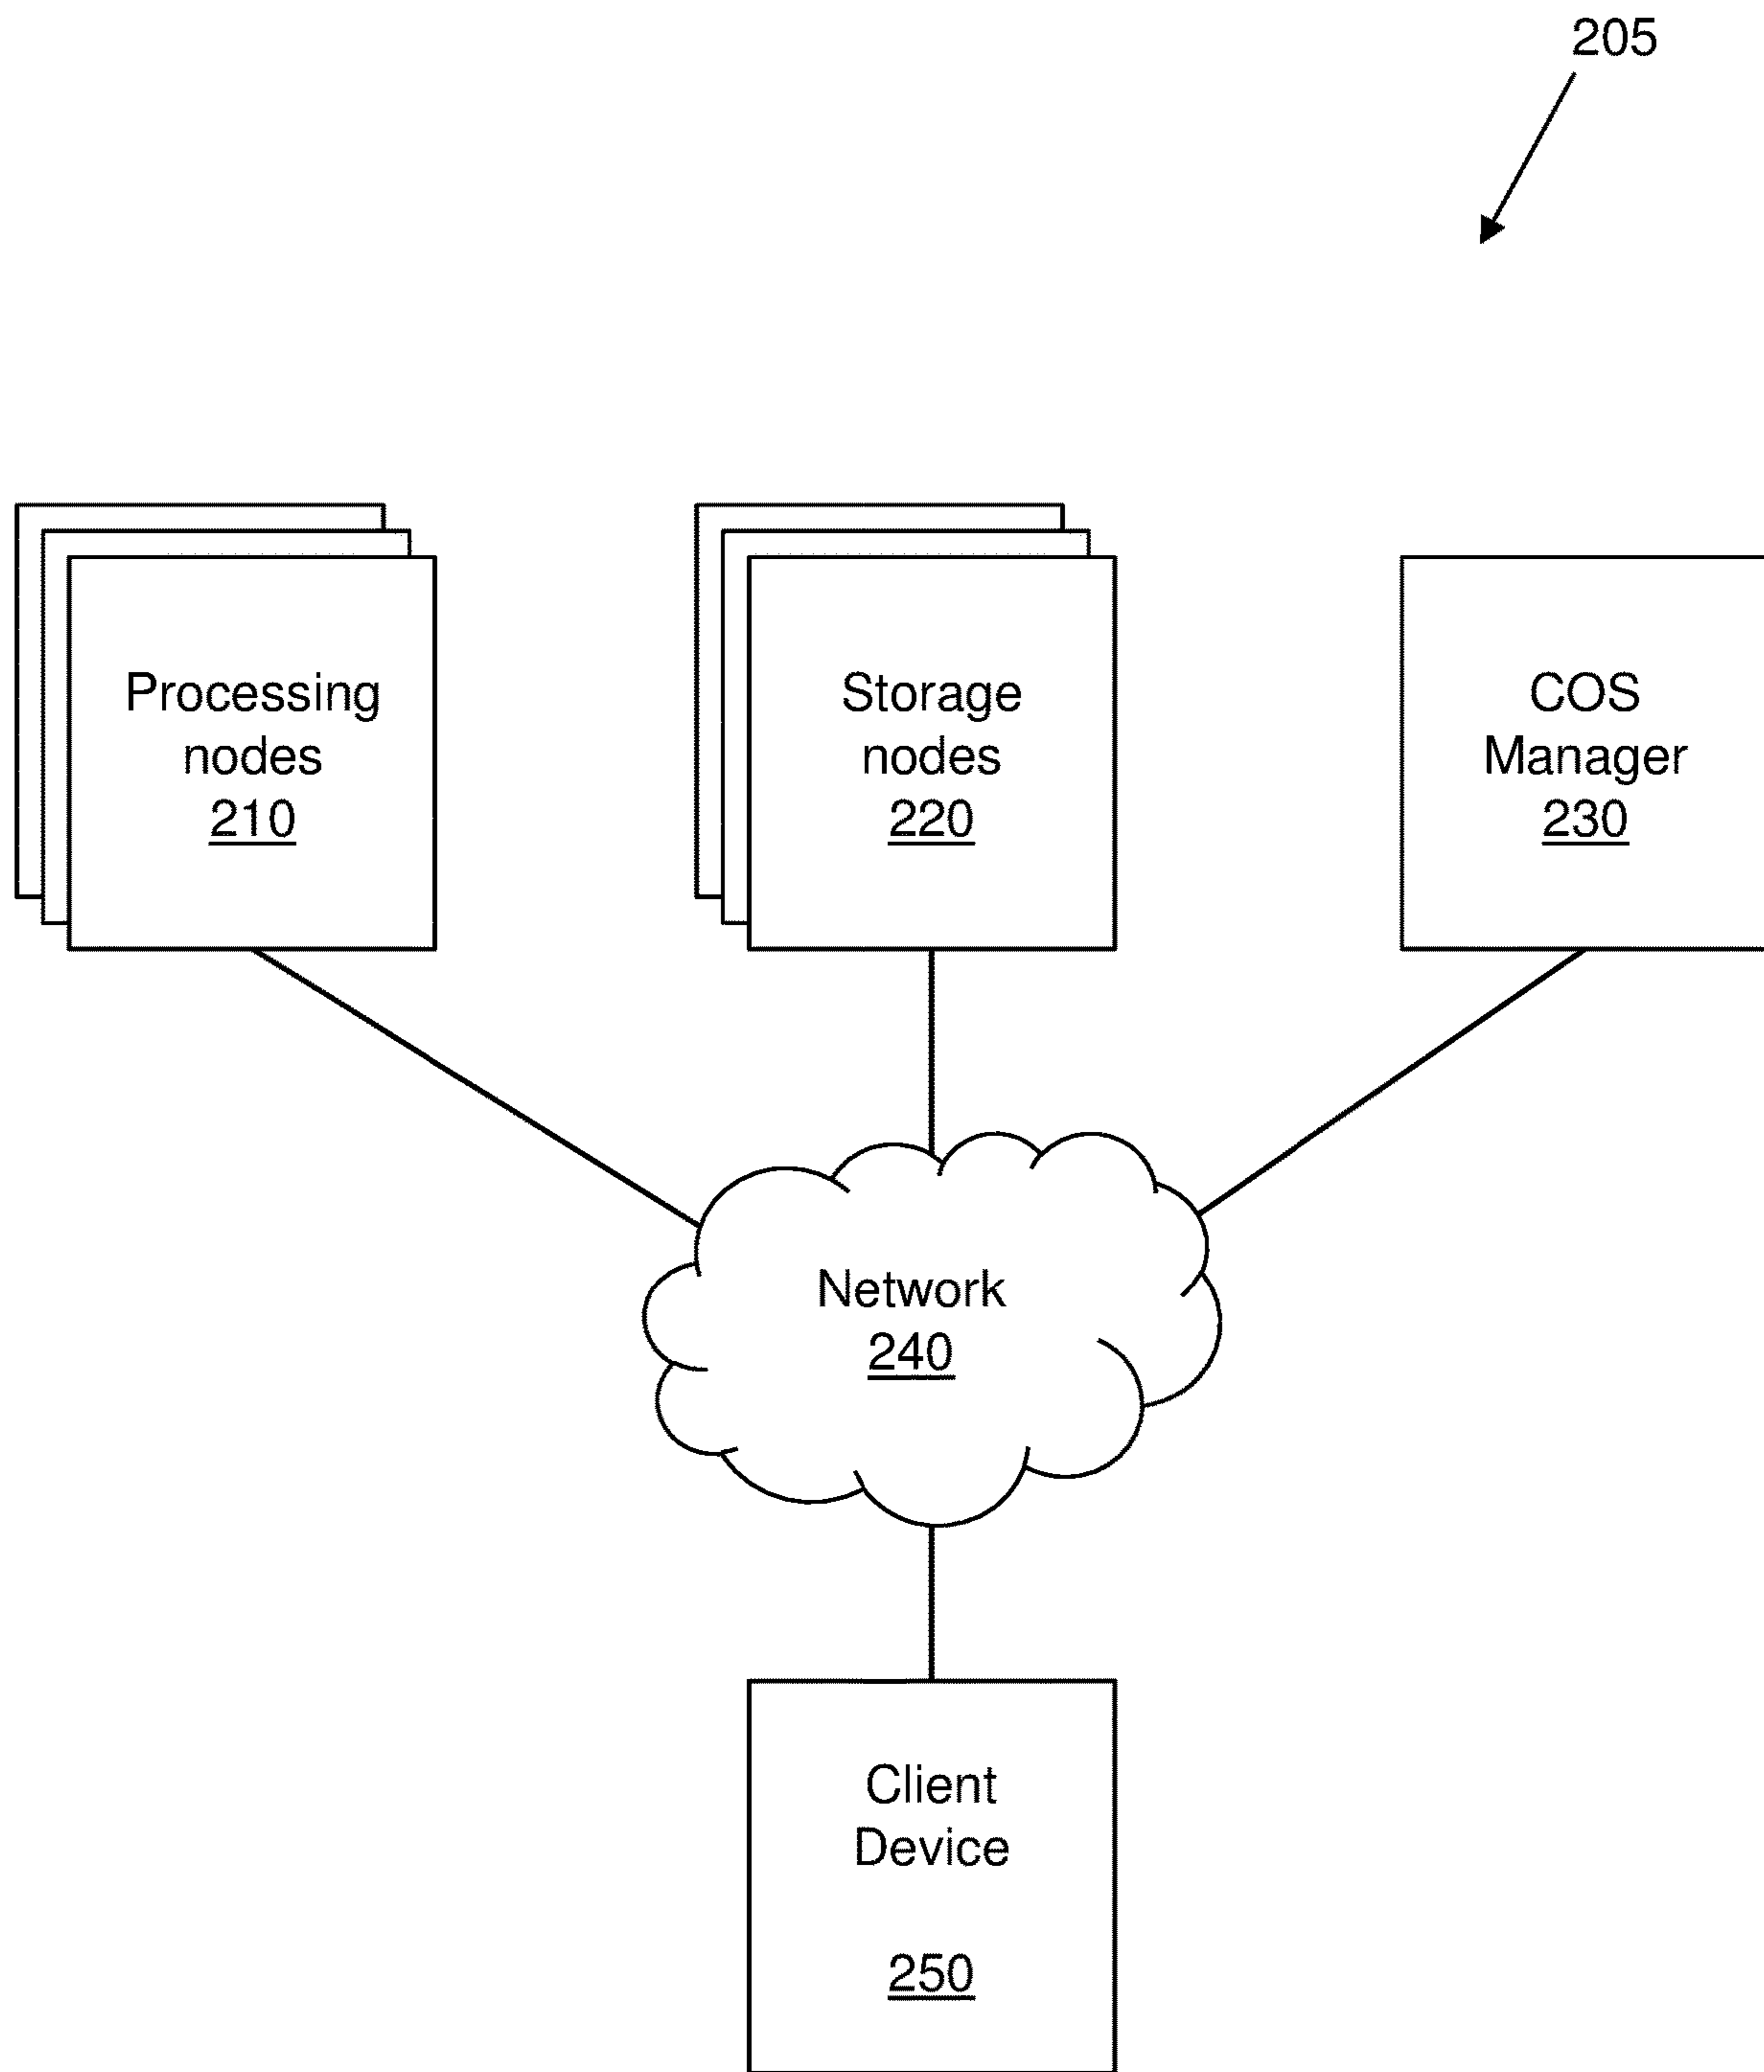 205
Processing
nodes
210
Storage
nodes
220
COS
Manager
230
Network
240
Client
Device
250